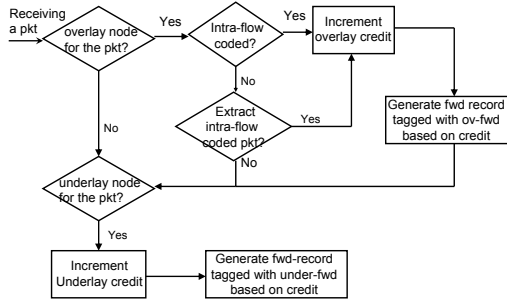 Receiving
a pkt
overlay node
for the pkt?
Yes
Intra-flow
coded?
Yes
Increment
overlay credit
No
Extract
intra-flow
coded pkt?
Yes
Generate fwd record
tagged with ov-fwd
based on credit
No
No
underlay node
for the pkt?
Yes
Increment
Underlay credit
Generate fwd-record
tagged with under-fwd
based on credit